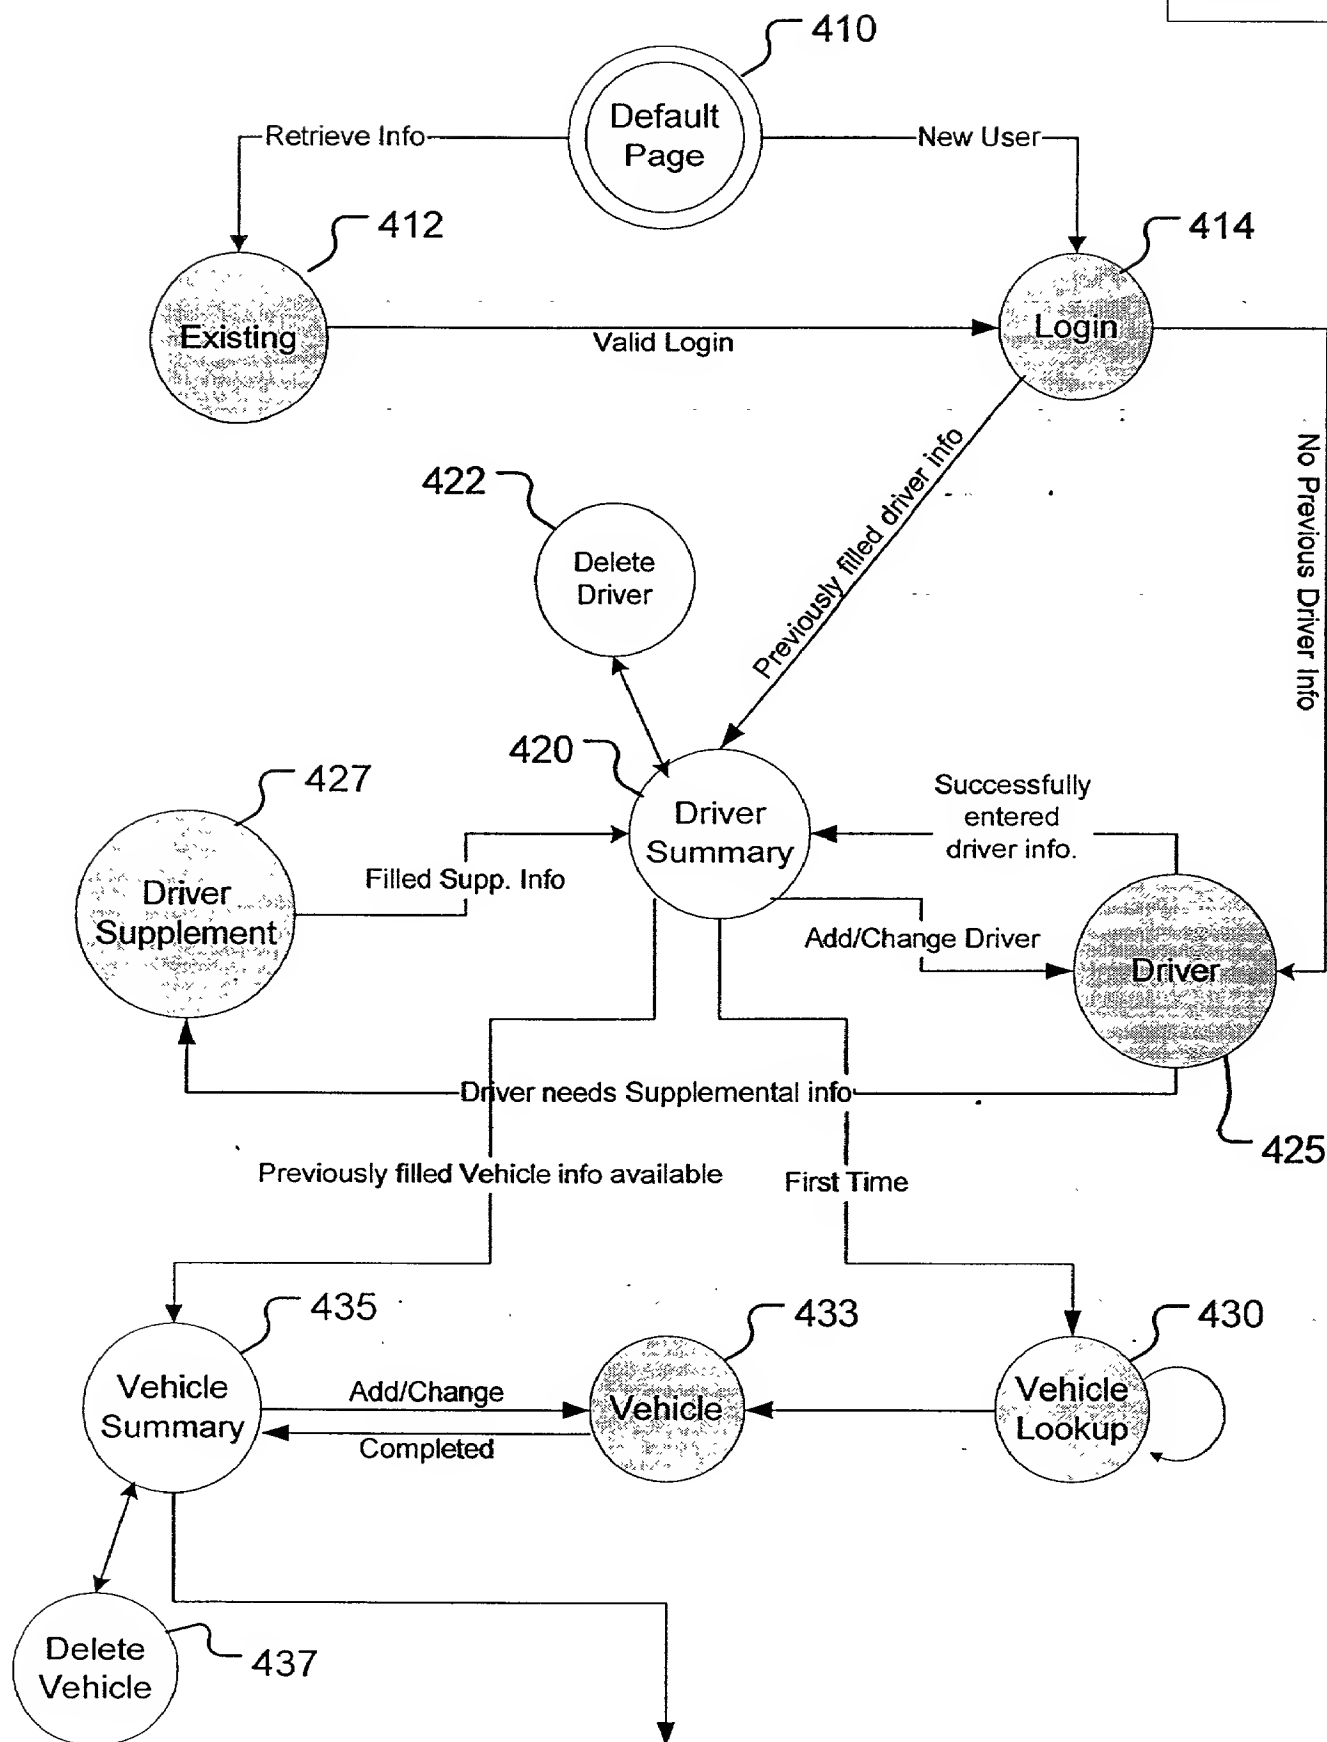 410
Default
Page
Retrieve Info
New User
412
414
Existing
Valid Login
Login
No Previous Driver Info
Previously filled driver info
422
Delete
Driver
420
Driver
Summary
Successfully
entered
driver info.
427
Driver
Supplement
Filled Supp. Info
Add/Change Driver
Driver
Driver needs Supplemental info
425
Previously filled Vehicle info available
First Time
435
433
430
Vehicle
Summary
Add/Change
Completed
Vehicle
Vehicle
Lookup
Delete
Vehicle
437